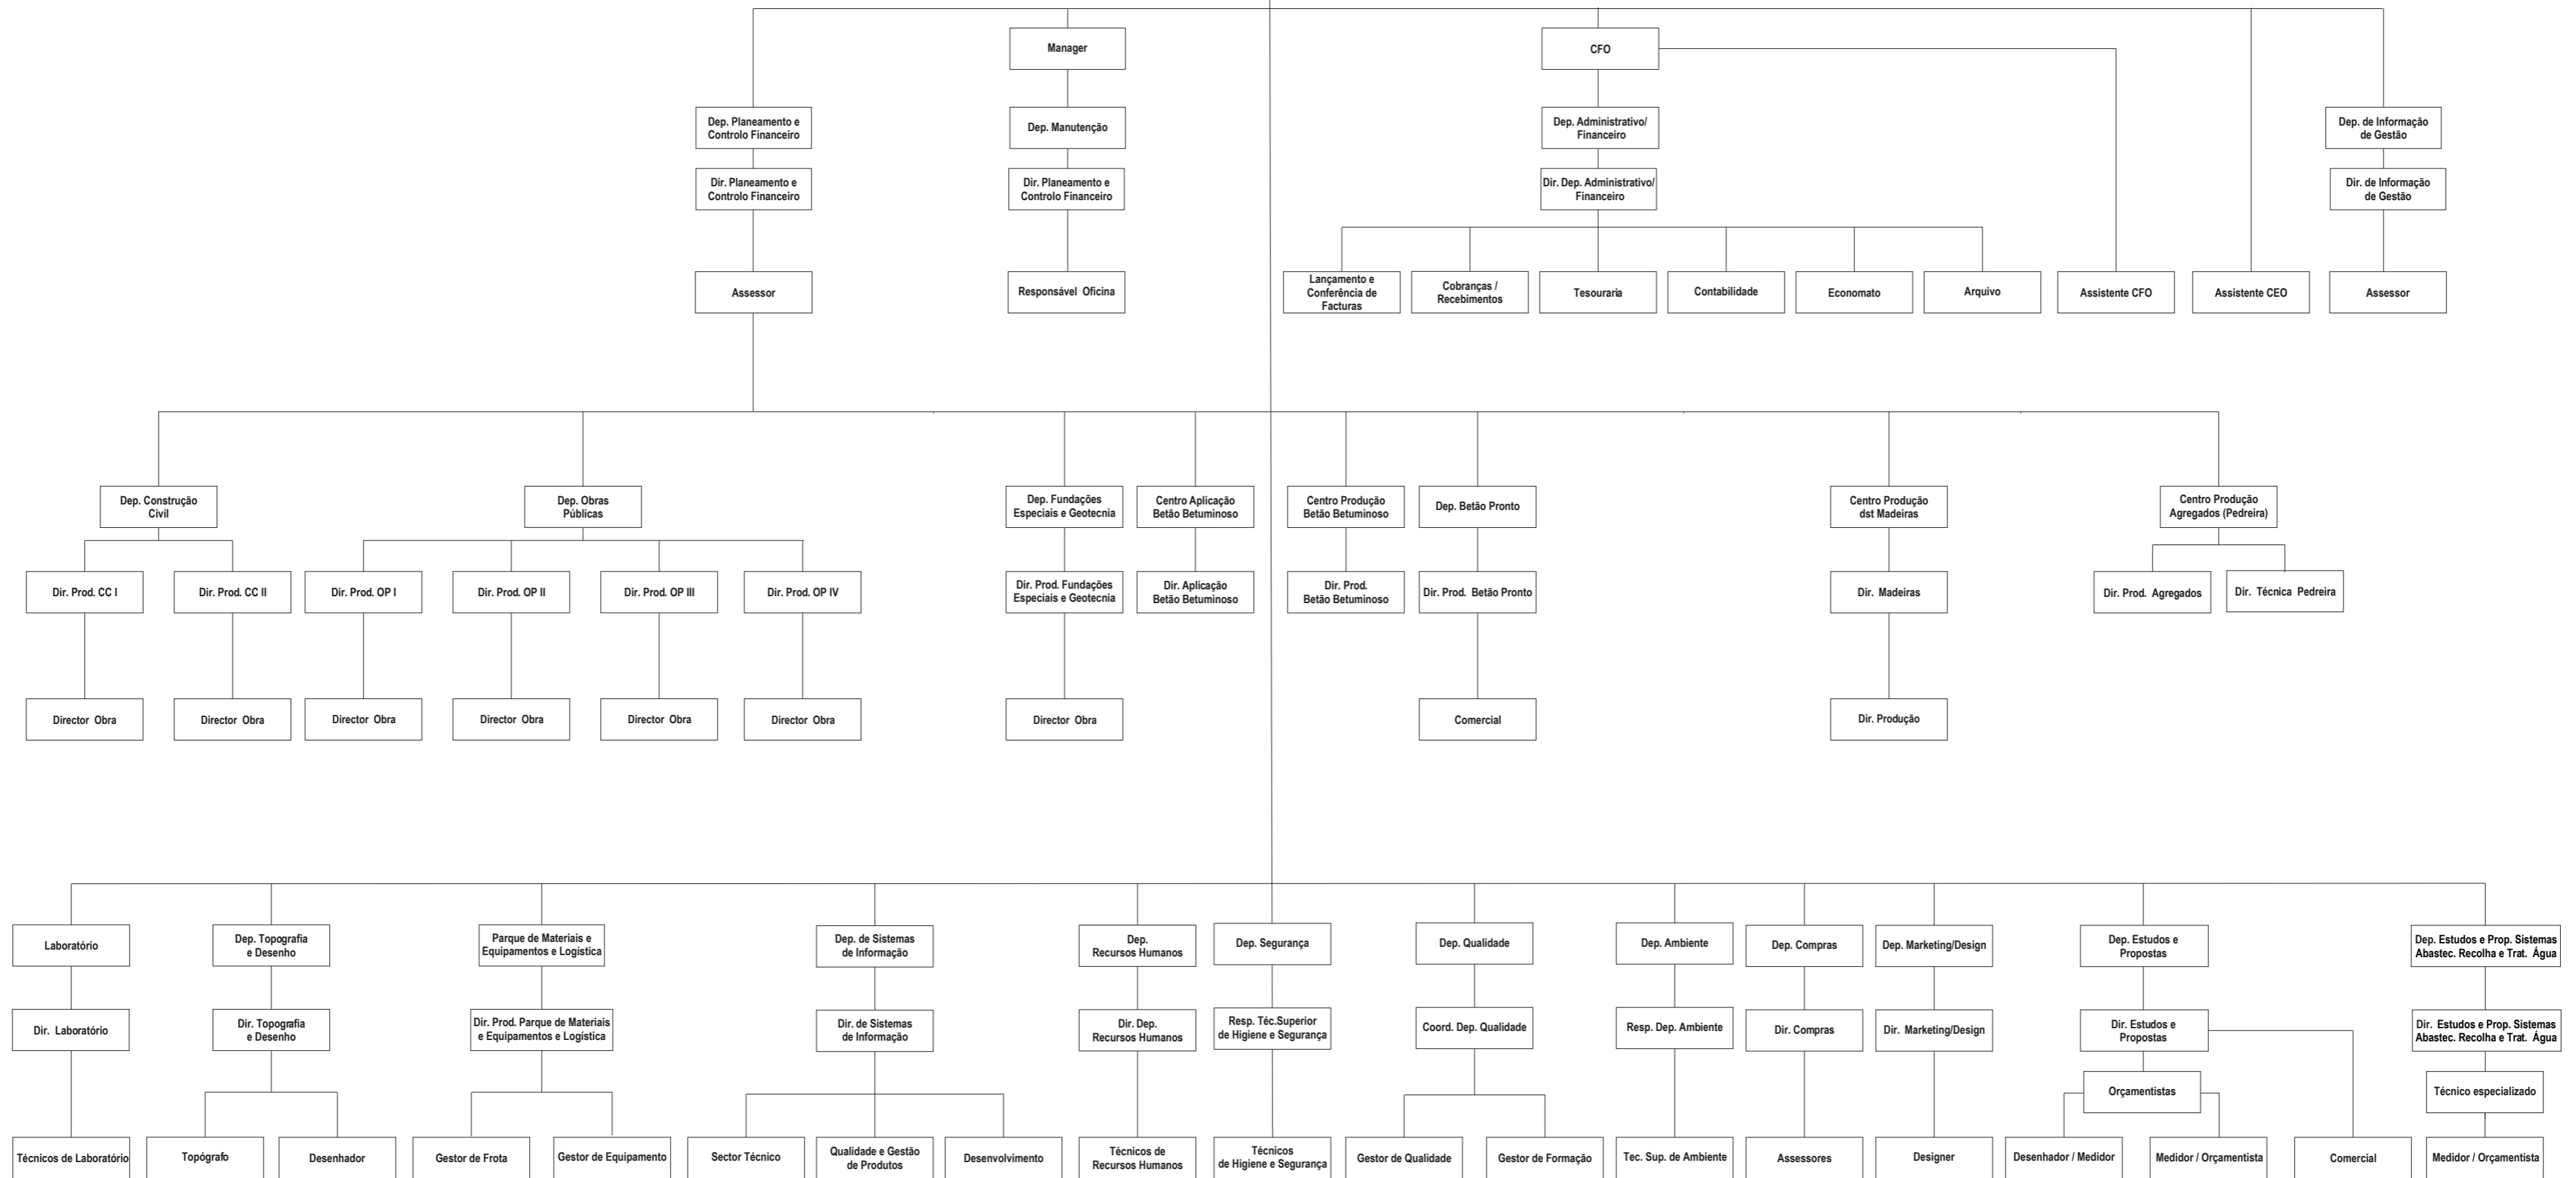 Manager
CFO
Dep. Planeamento e
Controlo Financeiro
Dep. Manutenção
Dep. Administrativo/
Financeiro
Dep. de Informação
de Gestão
Dir. Planeamento e
Controlo Financeiro
Dir. Planeamento e
Controlo Financeiro
Dir. Dep. Administrativo/
Financeiro
Dir. de Informação
de Gestão
Assessor
Responsável Oficina
Lançamento e
Conferência de
Facturas
Cobranças /
Recebimentos
Tesouraria
Contabilidade
Economato
Arquivo
Assistente CFO
Assistente CEO
Assessor
Dep. Construção
Civil
Dep. Obras
Públicas
Dep. Fundações
Especiais e Geotecnia
Centro Aplicação
Betão Betuminoso
Centro Produção
Betão Betuminoso
Dep. Betão Pronto
Centro Produção
dst Madeiras
Centro Produção
Agregados (Pedreira)
Dir. Prod. CC I
Dir. Prod. CC II
Dir. Prod. OP I
Dir. Prod. OP II
Dir. Prod. OP III
Dir. Prod. OP IV
Dir. Prod. Fundações
Especiais e Geotecnia
Dir. Aplicação
Betão Betuminoso
Dir. Prod.
Betão Betuminoso
Dir. Prod. Betão Pronto
Dir. Madeiras
Dir. Prod. Agregados
Dir. Técnica Pedreira
Director Obra
Director Obra
Director Obra
Director Obra
Director Obra
Director Obra
Director Obra
Comercial
Dir. Produção
Laboratório
Dep. Topografia
e Desenho
Parque de Materiais e
Equipamentos e Logística
Dep. de Sistemas
de Informação
Dep.
Recursos Humanos
Dep. Segurança
Dep. Qualidade
Dep. Ambiente
Dep. Compras
Dep. Marketing/Design
Dep. Estudos e
Propostas
Dep. Estudos e Prop. Sistemas
Abastec. Recolha e Trat. Água
Dir. Laboratório
Dir. Topografia
e Desenho
Dir. Prod. Parque de Materiais
e Equipamentos e Logística
Dir. de Sistemas
de Informação
Dir. Dep.
Recursos Humanos
Resp. Téc.Superior
de Higiene e Segurança
Coord. Dep. Qualidade
Resp. Dep. Ambiente
Dir. Compras
Dir. Marketing/Design
Dir. Estudos e
Propostas
Dir. Estudos e Prop. Sistemas
Abastec. Recolha e Trat. Água
Orçamentistas
Técnico especializado
Técnicos de Laboratório
Topógrafo
Desenhador
Gestor de Frota
Gestor de Equipamento
Sector Técnico
Qualidade e Gestão
de Produtos
Desenvolvimento
Técnicos de
Recursos Humanos
Técnicos
de Higiene e Segurança
Gestor de Qualidade
Gestor de Formação
Tec. Sup. de Ambiente
Assessores
Designer
Desenhador / Medidor
Medidor / Orçamentista
Comercial
Medidor / Orçamentista